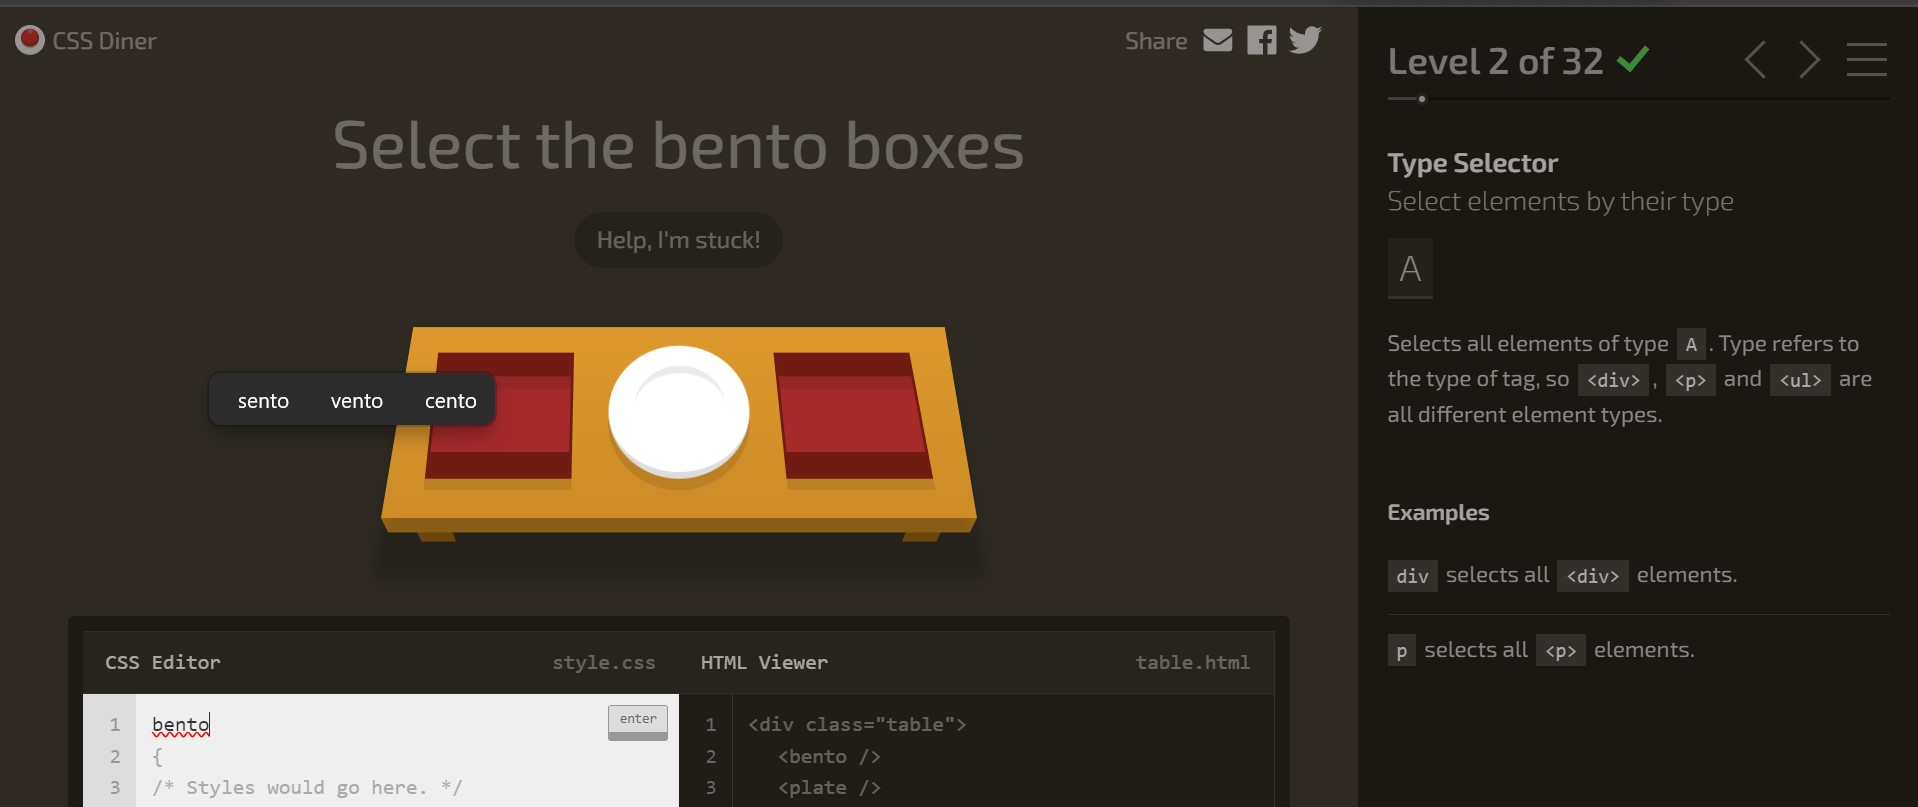 CSS Diner
Share
Select the bento boxes
Help, I'm stuck!
sento vento cento
CSS Editor style.css
1 bento
enter
2 {
3 /* Styles would go here. */
HTML Viewer table.html
1 <div class="table">
2 <bento />
3 <plate />
Level 2 of 32
Type Selector
Select elements by their type
A
Selects all elements of type A . Type refers to
the type of tag, so <div> , <p> and <ul> are
all different element types.
Examples
div selects all <div> elements.
p selects all <p> elements.